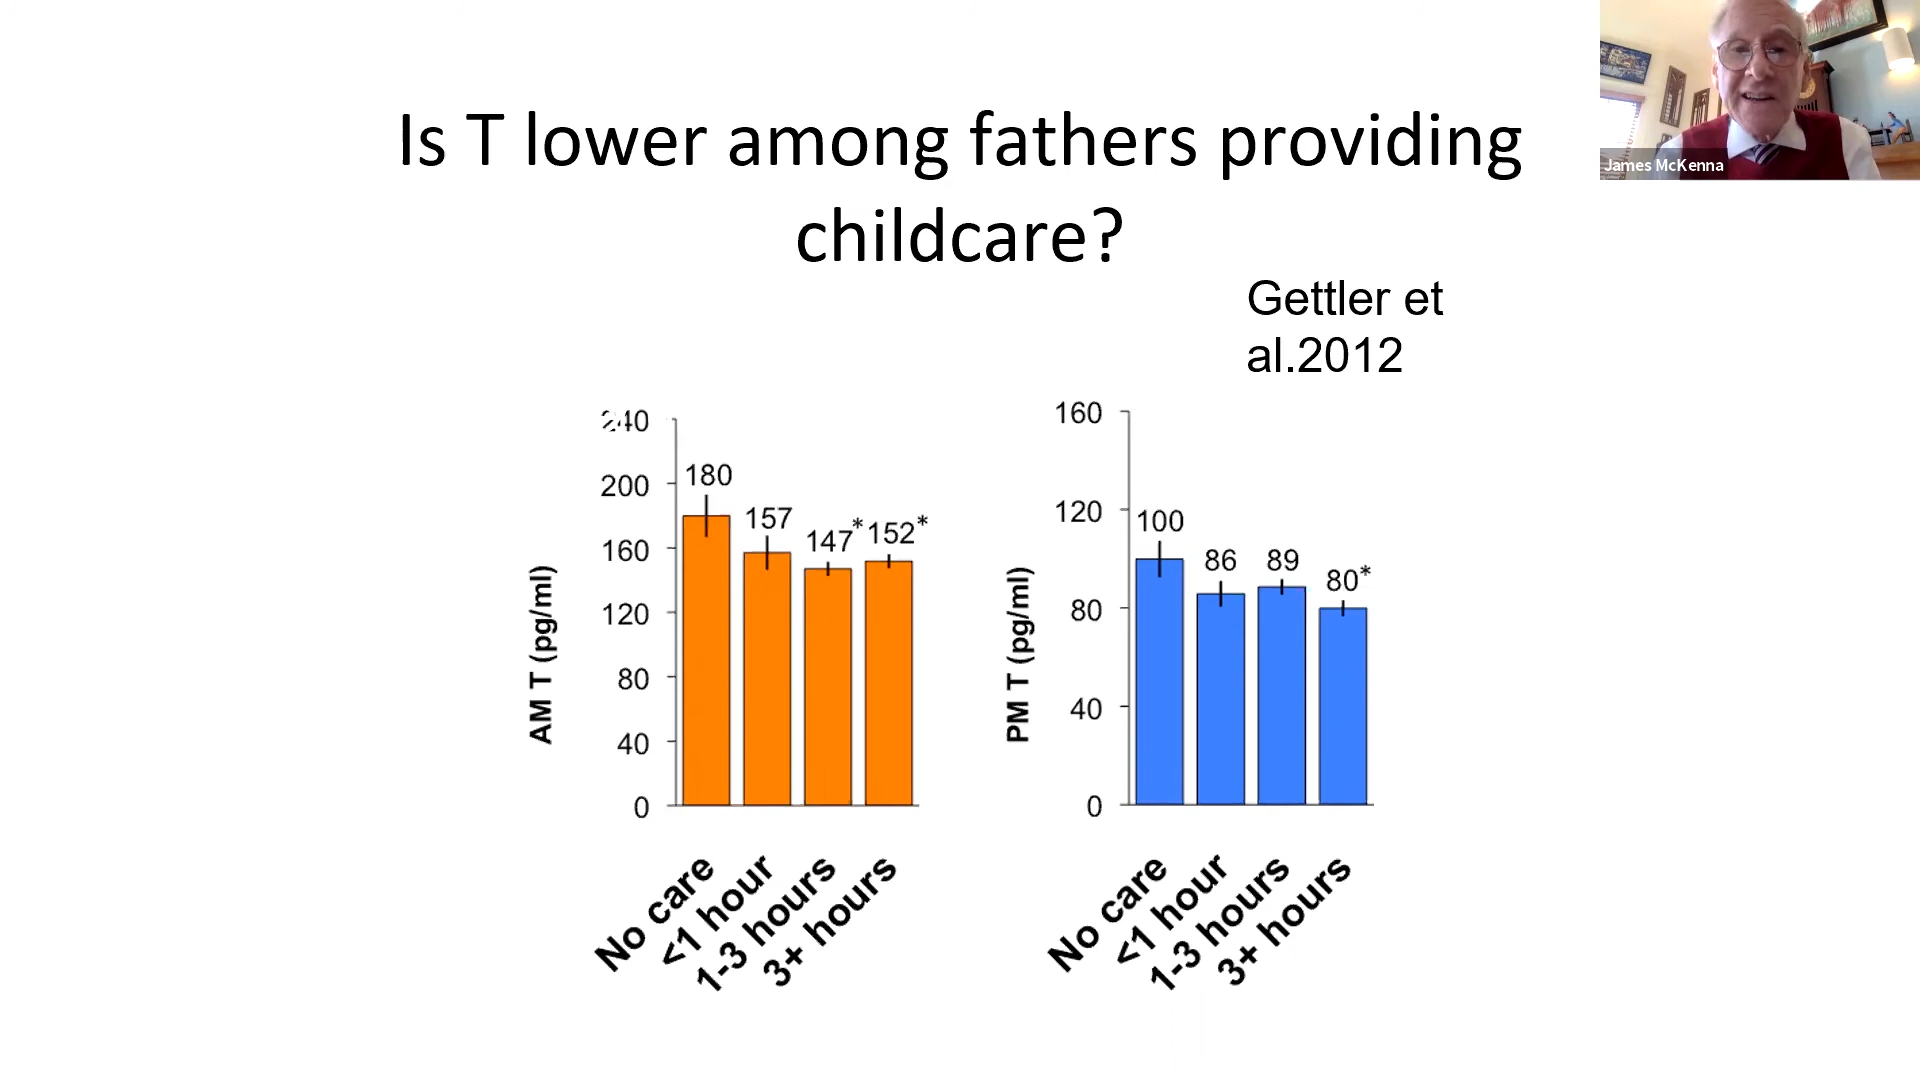 Is T lower among fathers providing
childcare?
James McKenna
Gettler et
al.2012
AM T (pg/ml)
240
200
160
120
80
40
0
180
157
147*
152*
No care
<1 hour
1-3 hours
3+ hours
PM T (pg/ml)
160
120
80
40
0
100
86
89
80*
No care
<1 hour
1-3 hours
3+ hours